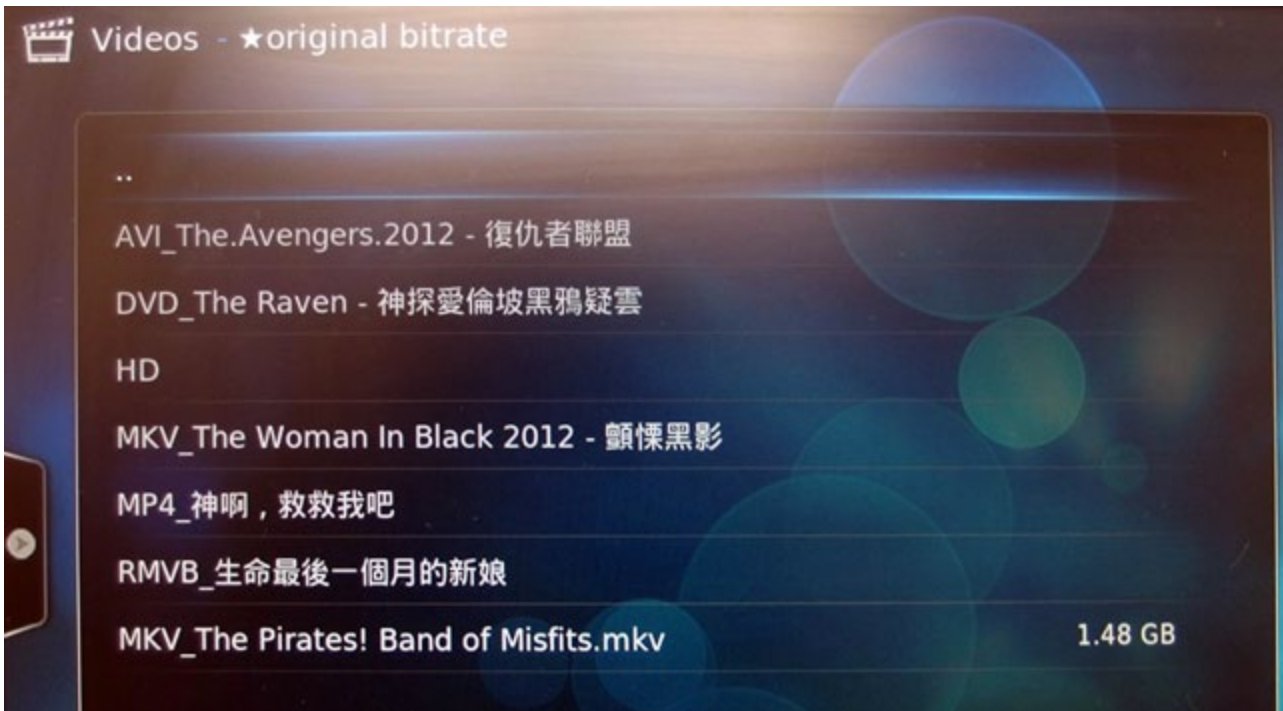 Videos - ★original bitrate
..
AVI_The.Avengers.2012 - 復仇者聯盟
DVD_The Raven - 神探愛倫坡黑鴉疑雲
HD
MKV_The Woman In Black 2012 - 顫慄黑影
MP4_神啊，救救我吧
RMVB_生命最後一個月的新娘
MKV_The Pirates! Band of Misfits.mkv 1.48 GB